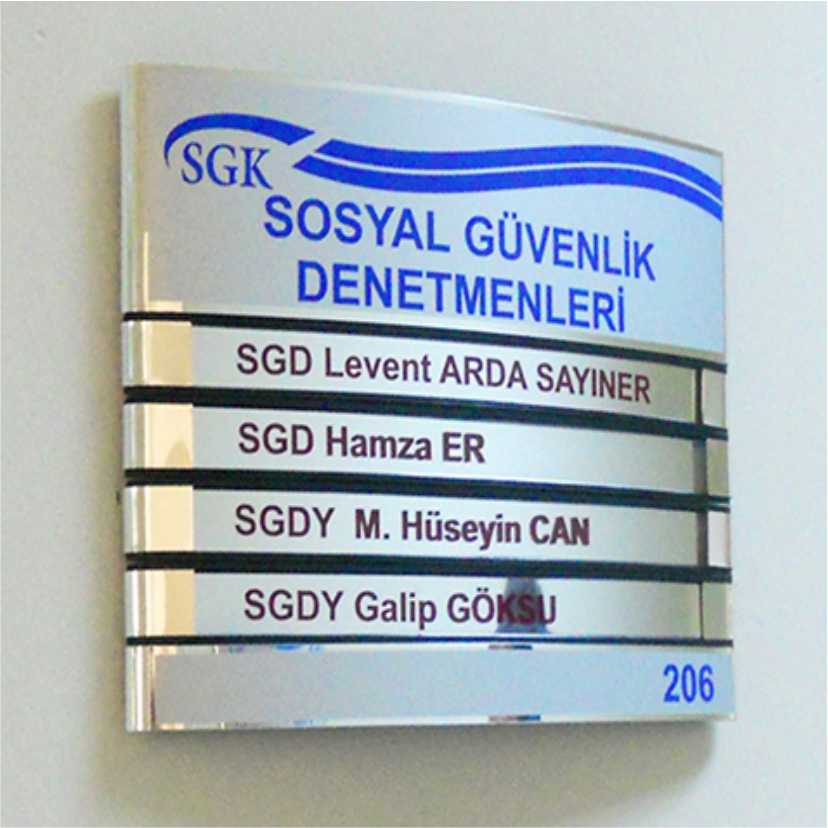 SGK
SOSYAL GÜVENLİK
DENETMENLERİ
SGD Levent ARDA SAYINER
SGD Hamza ER
SGDY M. Hüseyin CAN
SGDY Galip GÖKSU
206